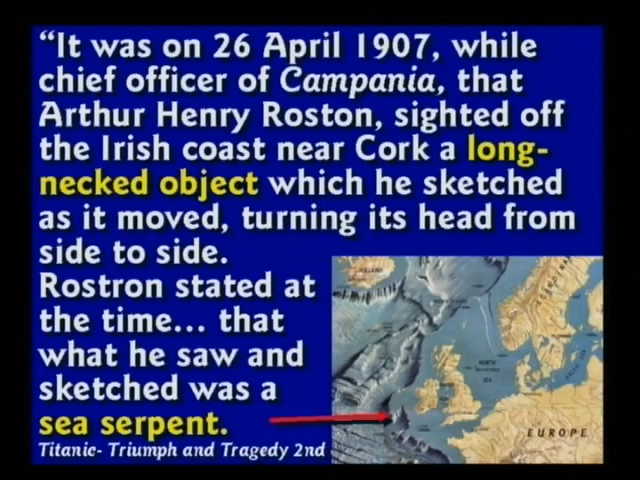 “It was on 26 April 1907, while
chief officer of Campania, that
Arthur Henry Roston, sighted off
the Irish coast near Cork a long-
necked object which he sketched
as it moved, turning its head from
side to side.
Rostron stated at
the time... that
what he saw and
sketched was a
sea serpent.
Titanic- Triumph and Tragedy 2nd
NORTH
SEA
EUROPE